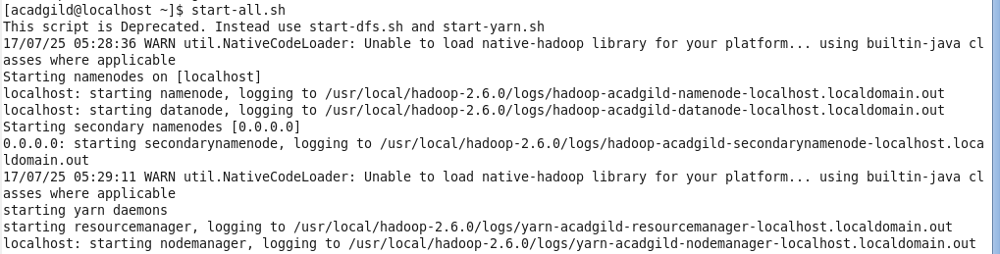 [acadgild@localhost ~]$ start-all.sh
This script is Deprecated. Instead use start-dfs.sh and start-yarn.sh
17/07/25 05:28:36 WARN util.NativeCodeLoader: Unable to load native-hadoop library for your platform... using builtin-java cl
asses where applicable
Starting namenodes on [localhost]
localhost: starting namenode, logging to /usr/local/hadoop-2.6.0/logs/hadoop-acadgild-namenode-localhost.localdomain.out
localhost: starting datanode, logging to /usr/local/hadoop-2.6.0/logs/hadoop-acadgild-datanode-localhost.localdomain.out
Starting secondary namenodes [0.0.0.0]
0.0.0.0: starting secondarynamenode, logging to /usr/local/hadoop-2.6.0/logs/hadoop-acadgild-secondarynamenode-localhost.loca
ldomain.out
17/07/25 05:29:11 WARN util.NativeCodeLoader: Unable to load native-hadoop library for your platform... using builtin-java cl
asses where applicable
starting yarn daemons
starting resourcemanager, logging to /usr/local/hadoop-2.6.0/logs/yarn-acadgild-resourcemanager-localhost.localdomain.out
localhost: starting nodemanager, logging to /usr/local/hadoop-2.6.0/logs/yarn-acadgild-nodemanager-localhost.localdomain.out